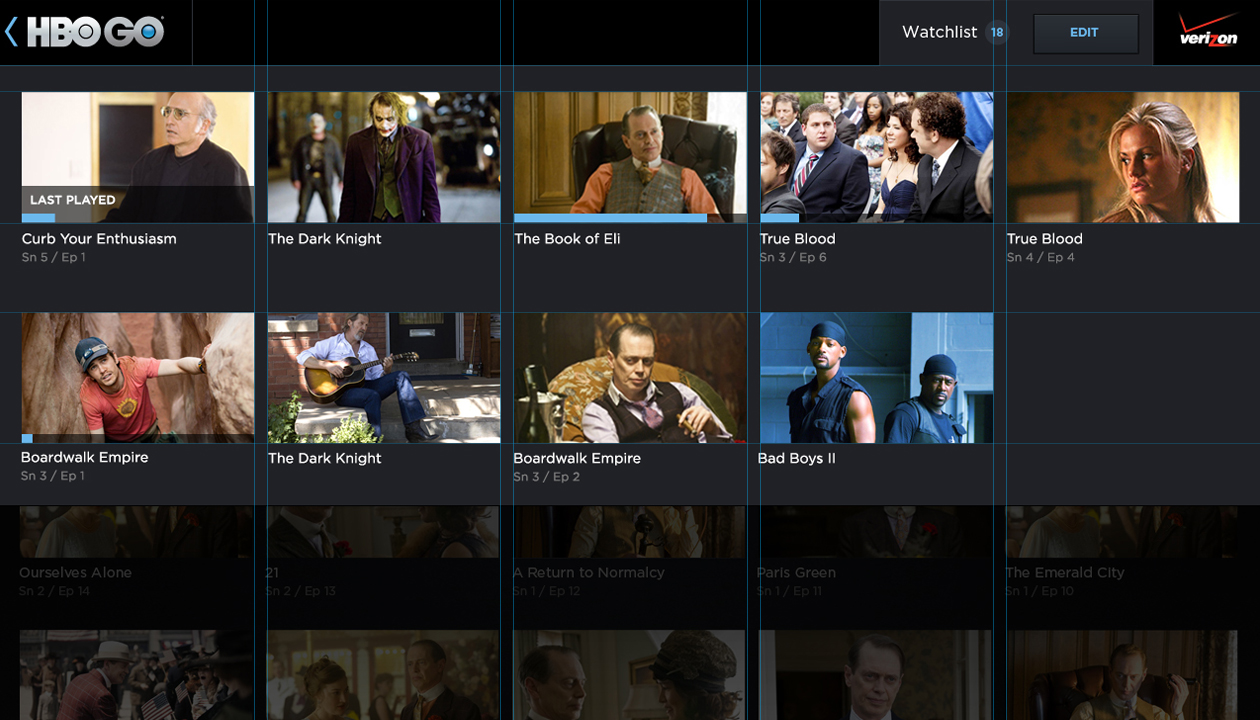 HBO GO
Watchlist 18
EDIT
verizon
LAST PLAYED
Curb Your Enthusiasm
Sn 5 / Ep 1
The Dark Knight
The Book of Eli
True Blood
Sn 3 / Ep 6
True Blood
Sn 4 / Ep 4
Boardwalk Empire
Sn 3 / Ep 1
The Dark Knight
Boardwalk Empire
Sn 3 / Ep 2
Bad Boys II
Ourselves Alone
Sn 2 / Ep 14
21
Sn 2 / Ep 13
A Return to Normalcy
Sn 1 / Ep 12
Paris Green
Sn 1 / Ep 11
The Emerald City
Sn 1 / Ep 10